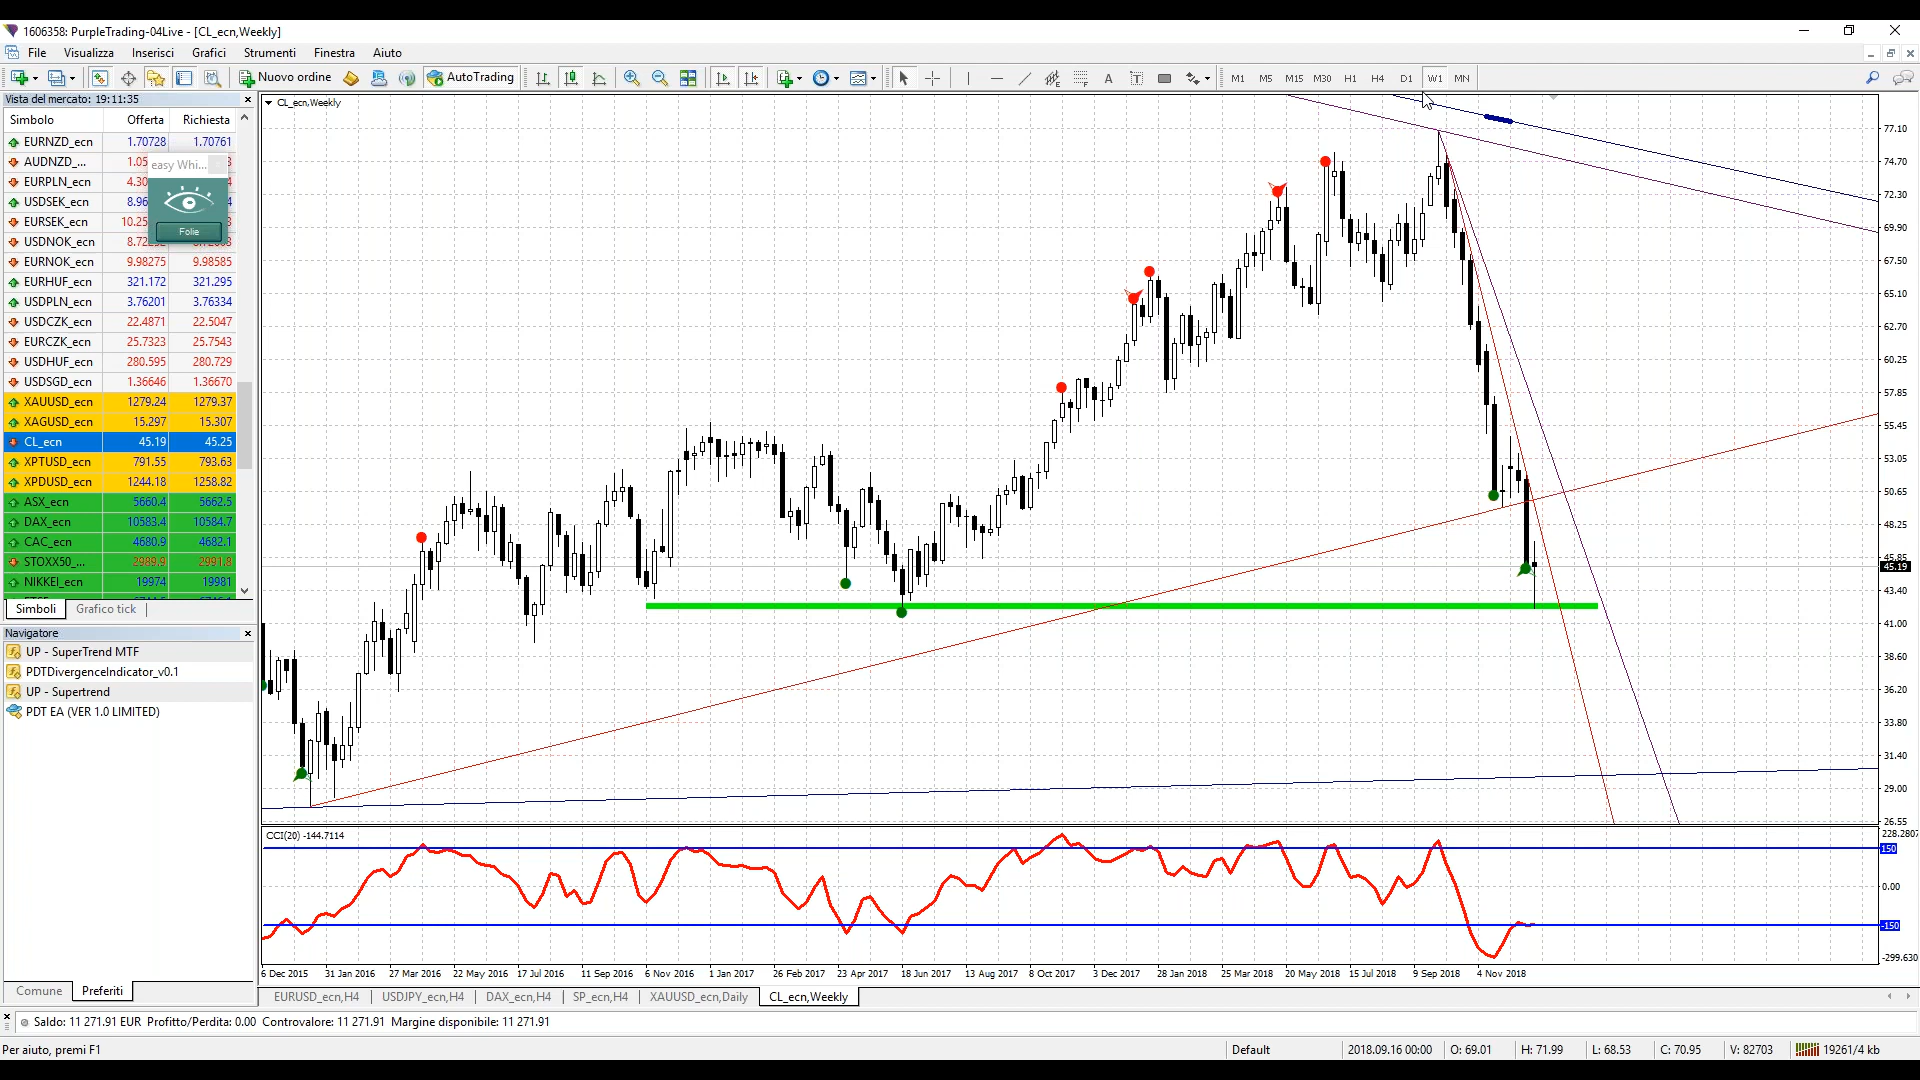 1606358: PurpleTrading-04Live - [CL_ecn,Weekly]
File Visualizza Inserisci Grafici Strumenti Finestra Aiuto
Nuovo ordine AutoTrading A T M1 M5 M15 M30 H1 H4 D1 W1 MN
Vista del mercato: 19:11:35
Simbolo Offerta Richiesta
EURNZD_ecn 1.70728 1.70761
AUDNZD_... 1.05 3
EURPLN_ecn 4.30 4
USDSEK_ecn 8.96 4
EURSEK_ecn 10.25 3
USDNOK_ecn
EURNOK_ecn 9.98275 9.98585
EURHUF_ecn 321.172 321.295
USDPLN_ecn 3.76201 3.76334
USDCZK_ecn 22.4871 22.5047
EURCZK_ecn 25.7323 25.7543
USDHUF_ecn 280.595 280.729
USDSGD_ecn 1.36646 1.36670
XAUUSD_ecn 1279.24 1279.37
XAGUSD_ecn 15.297 15.307
CL_ecn 45.19 45.25
XPTUSD_ecn 791.55 793.63
XPDUSD_ecn 1244.18 1258.82
ASX_ecn 5660.4 5662.5
DAX_ecn 10583.4 10584.7
CAC_ecn 4680.9 4682.1
STOXX50_... 2989.9 2991.8
NIKKEI_ecn 19974 19981
easy Whi...
Folie
Simboli Grafico tick
Navigatore
UP - SuperTrend MTF
PDTDivergenceIndicator_v0.1
UP - Supertrend
PDT EA (VER 1.0 LIMITED)
Comune Preferiti
CL_ecn,Weekly
77.10
74.70
72.30
69.90
67.50
65.10
62.70
60.25
57.85
55.45
53.05
50.65
48.25
45.85
45.19
43.40
41.00
38.60
36.20
33.80
31.40
29.00
26.55
CCI(20) -144.7114
228.2807
150
0.00
-150
-299.630
6 Dec 2015 31 Jan 2016 27 Mar 2016 22 May 2016 17 Jul 2016 11 Sep 2016 6 Nov 2016 1 Jan 2017 26 Feb 2017 23 Apr 2017 18 Jun 2017 13 Aug 2017 8 Oct 2017 3 Dec 2017 28 Jan 2018 25 Mar 2018 20 May 2018 15 Jul 2018 9 Sep 2018 4 Nov 2018
EURUSD_ecn,H4 USDJPY_ecn,H4 DAX_ecn,H4 SP_ecn,H4 XAUUSD_ecn,Daily CL_ecn,Weekly
Saldo: 11 271.91 EUR Profitto/Perdita: 0.00 Controvalore: 11 271.91 Margine disponibile: 11 271.91
Per aiuto, premi F1 Default 2018.09.16 00:00 O: 69.01 H: 71.99 L: 68.53 C: 70.95 V: 82703 19261/4 kb